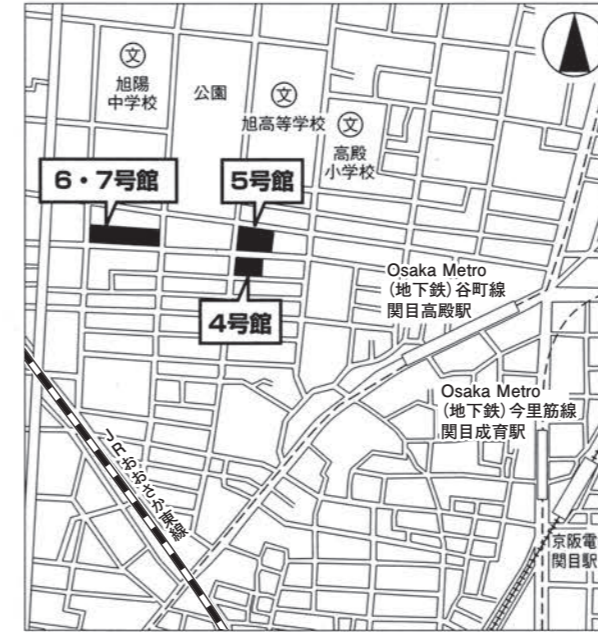 文
旭陽
中学校
公園
文
旭高等学校
文
高殿
小学校
6・7号館
5号館
4号館
Osaka Metro
(地下鉄)谷町線
関目高殿駅
Osaka Metro
(地下鉄)今里筋線
関目成育駅
JRおおさか東線
京阪電
関目駅